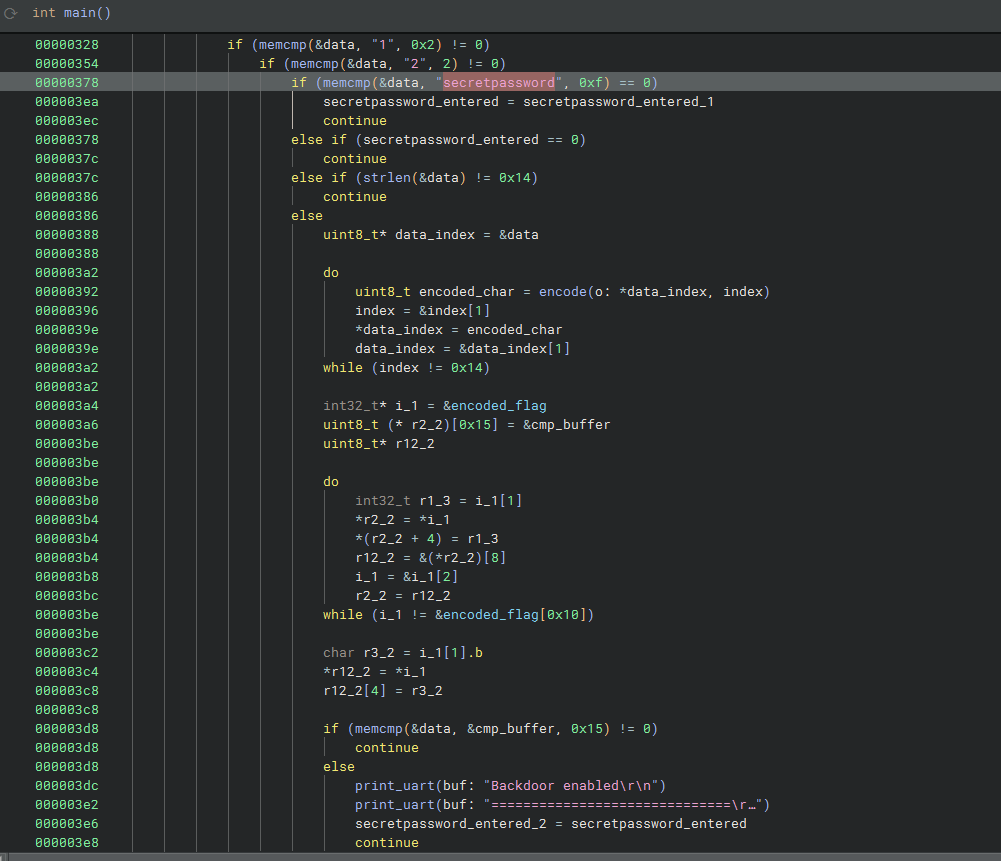 int main()
00000328 if (memcmp(&data, "1", 0x2) != 0)
00000354 if (memcmp(&data, "2", 2) != 0)
00000378 if (memcmp(&data, "secretpassword", 0xf) == 0)
000003ea secretpassword_entered = secretpassword_entered_1
000003ec continue
00000378 else if (secretpassword_entered == 0)
0000037c continue
0000037c else if (strlen(&data) != 0x14)
00000386 continue
00000386 else
00000388 uint8_t* data_index = &data
00000388
000003a2 do
00000392 uint8_t encoded_char = encode(o: *data_index, index)
00000396 index = &index[1]
0000039e *data_index = encoded_char
0000039e data_index = &data_index[1]
000003a2 while (index != 0x14)
000003a2
000003a4 int32_t* i_1 = &encoded_flag
000003a6 uint8_t (* r2_2)[0x15] = &cmp_buffer
000003be uint8_t* r12_2
000003be
000003be do
000003b0 int32_t r1_3 = i_1[1]
000003b4 *r2_2 = *i_1
000003b4 *(r2_2 + 4) = r1_3
000003b4 r12_2 = &(*r2_2)[8]
000003b8 i_1 = &i_1[2]
000003bc r2_2 = r12_2
000003be while (i_1 != &encoded_flag[0x10])
000003be
000003c2 char r3_2 = i_1[1].b
000003c4 *r12_2 = *i_1
000003c8 r12_2[4] = r3_2
000003c8
000003d8 if (memcmp(&data, &cmp_buffer, 0x15) != 0)
000003d8 continue
000003d8 else
000003dc print_uart(buf: "Backdoor enabled\r\n")
000003e2 print_uart(buf: "==============================\r…")
000003e6 secretpassword_entered_2 = secretpassword_entered
000003e8 continue